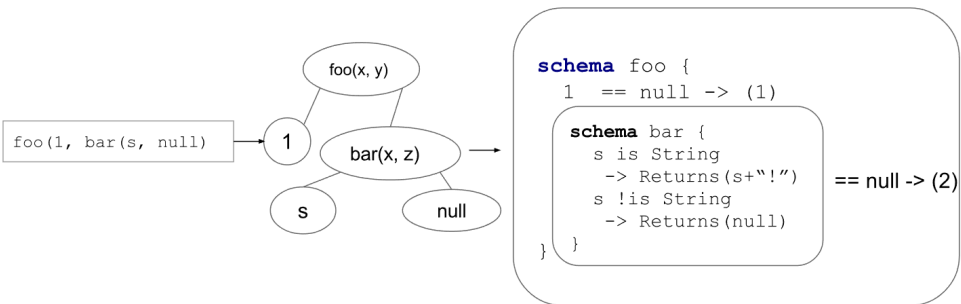 foo(1, bar(s, null)
foo(x, y)
1
bar(x, z)
s
null
schema foo {
1 == null -> (1)
schema bar {
s is String
-> Returns(s+“!”)
s !is String
-> Returns(null)
}
== null -> (2)
}